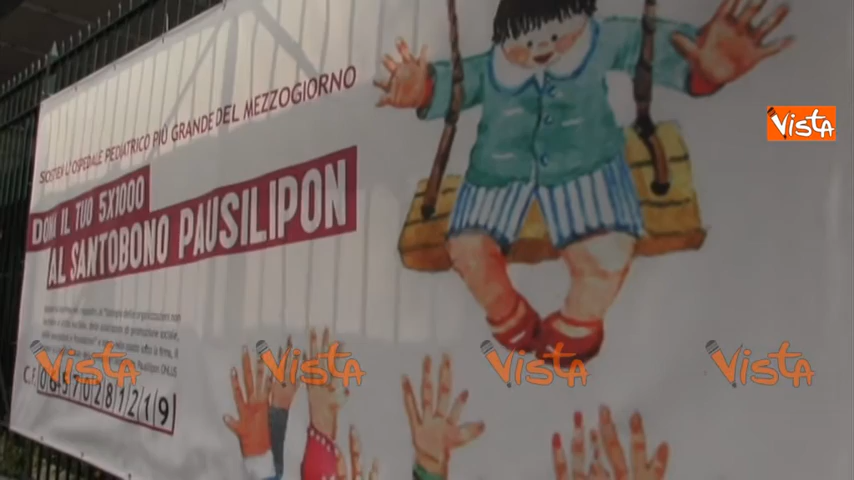 SOSTIENI L'OSPEDALE PEDIATRICO PIÙ GRANDE DEL MEZZOGIORNO
DONA IL TUO 5X1000
AL SANTOBONO PAUSILIPON
C.F. 06570281219
Vista
Vista
Vista
Vista
Vista